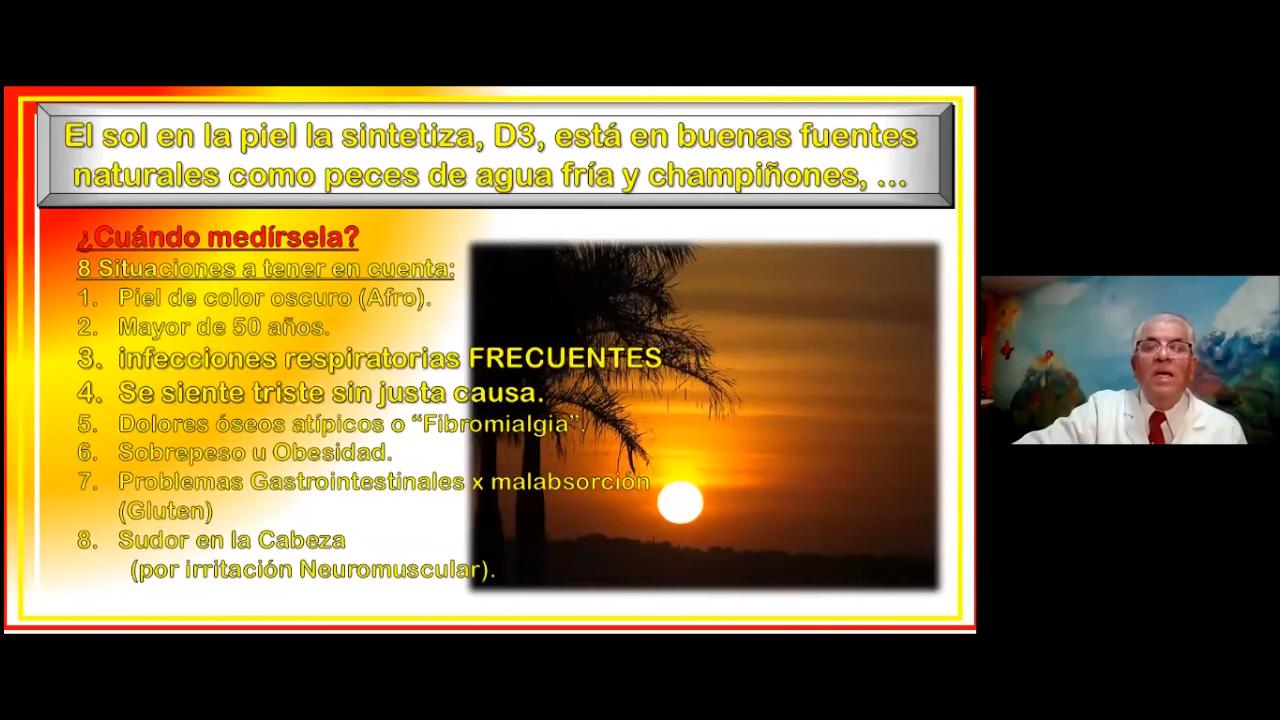 El sol en la piel la sintetiza, D3, está en buenas fuentes
naturales como peces de agua fría y champiñones, ...
¿Cuándo medírsela?
8 Situaciones a tener en cuenta:
1. Piel de color oscuro (Afro).
2. Mayor de 50 años.
3. infecciones respiratorias FRECUENTES
4. Se siente triste sin justa causa.
5. Dolores óseos atípicos o “Fibromialgia”.
6. Sobrepeso u Obesidad.
7. Problemas Gastrointestinales x malabsorción
(Gluten)
8. Sudor en la Cabeza
(por irritación Neuromuscular).